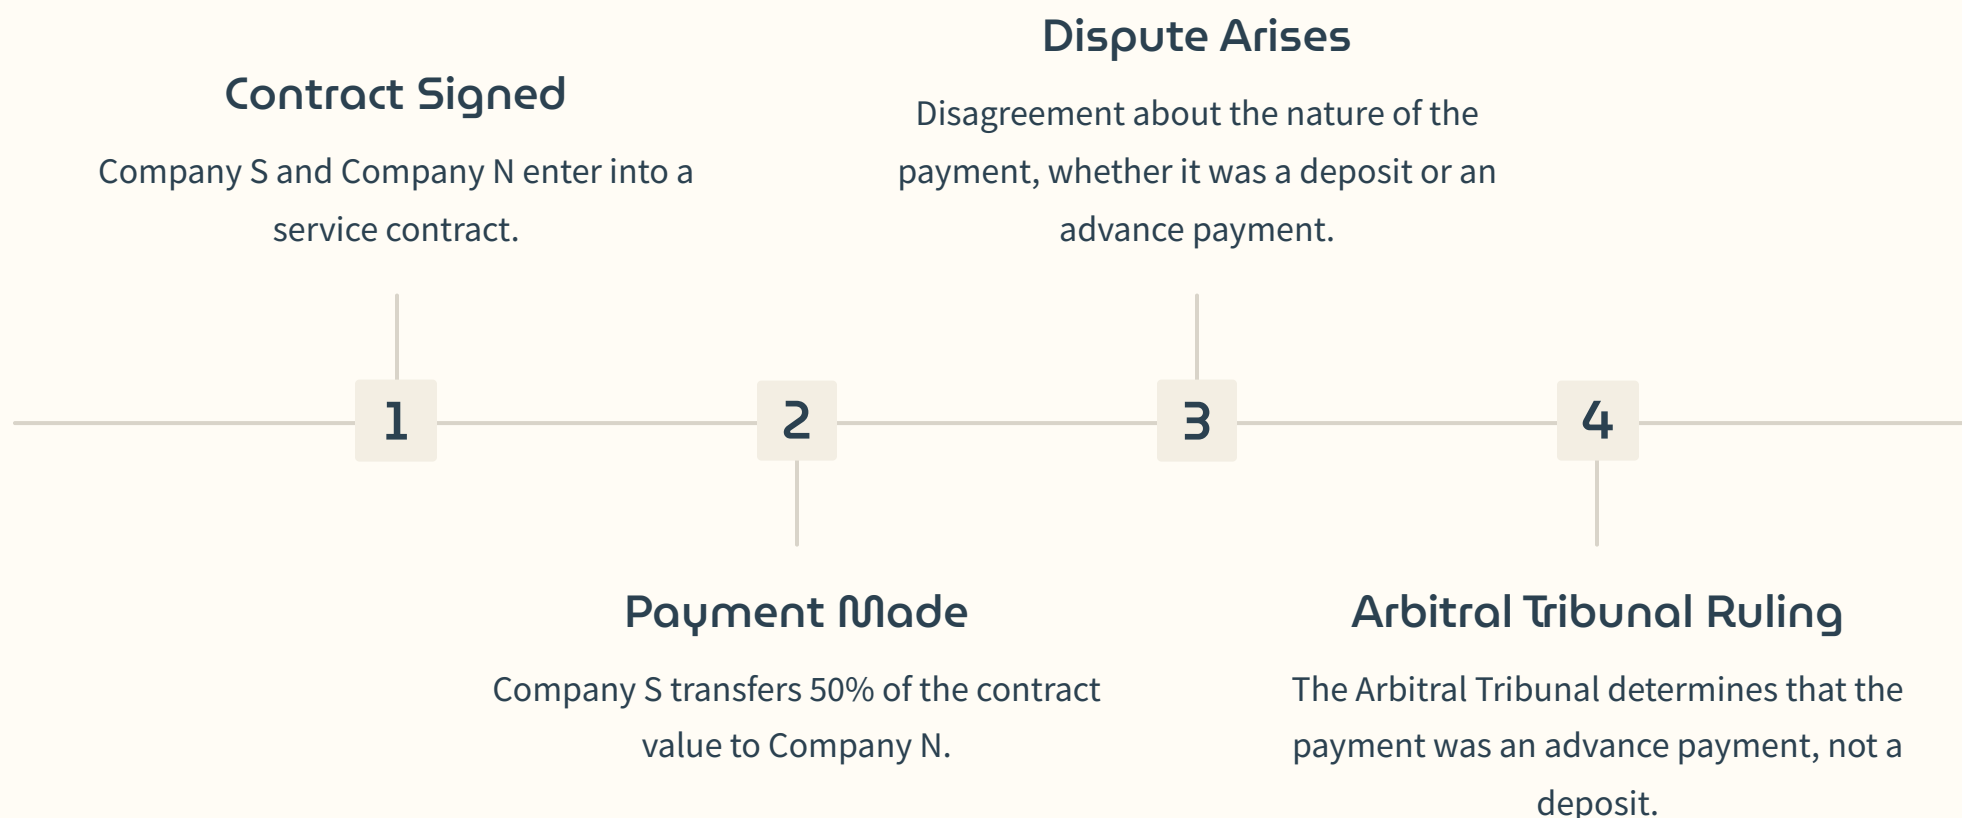 Contract Signed
Company S and Company N enter into a
service contract.
1
2
Payment Made
Company S transfers 50% of the contract
value to Company N.
Dispute Arises
Disagreement about the nature of the
payment, whether it was a deposit or an
advance payment.
3
4
Arbitral Tribunal Ruling
The Arbitral Tribunal determines that the
payment was an advance payment, not a
deposit.